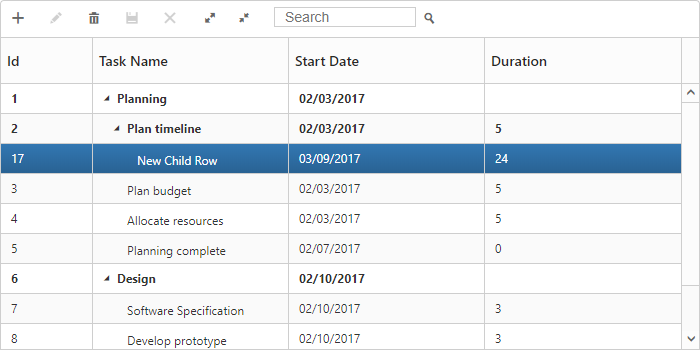 Search
Id Task Name Start Date Duration
1 Planning 02/03/2017
2 Plan timeline 02/03/2017 5
17 New Child Row 03/09/2017 24
3 Plan budget 02/03/2017 5
4 Allocate resources 02/03/2017 5
5 Planning complete 02/07/2017 0
6 Design 02/10/2017
7 Software Specification 02/10/2017 3
8 Develop prototype 02/10/2017 3